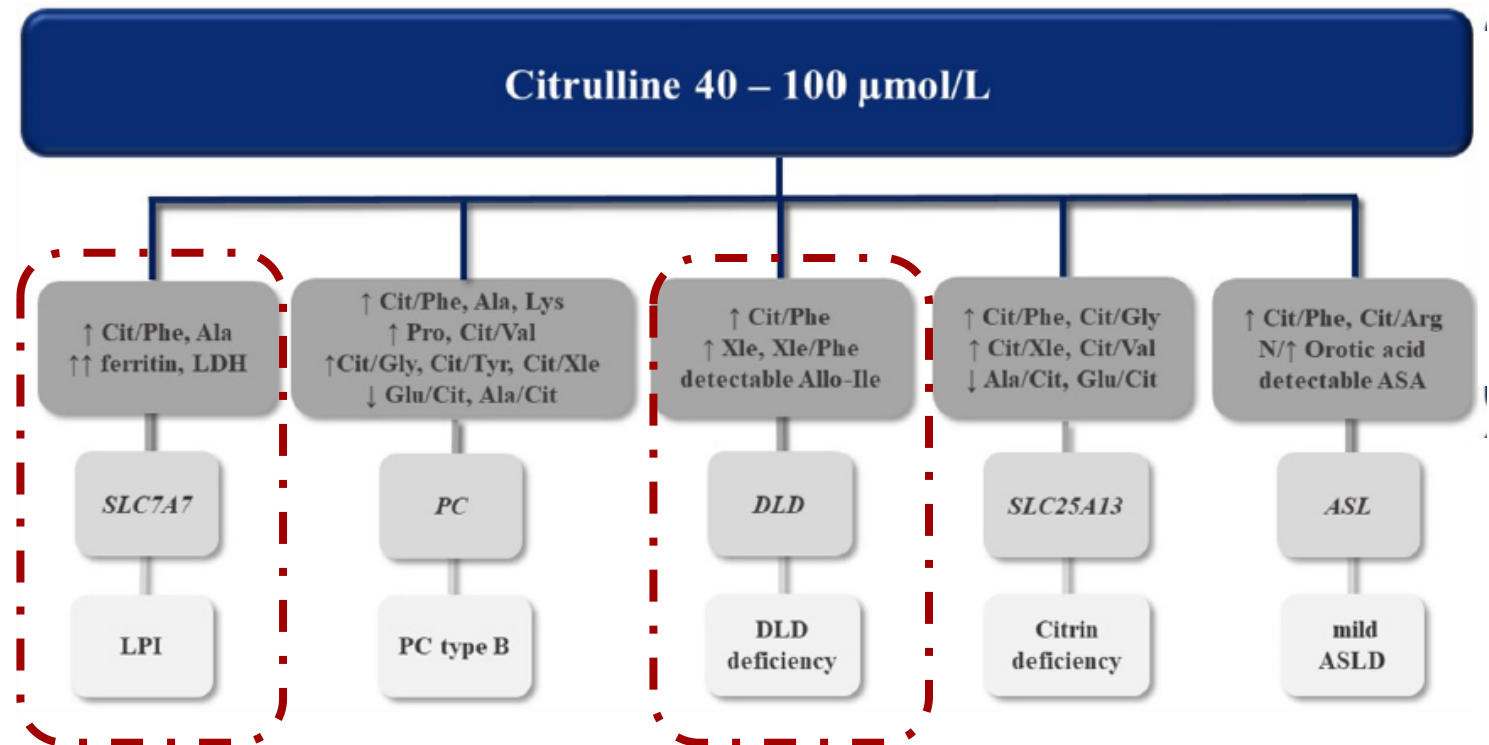 Citrulline 40 – 100 µmol/L
↑ Cit/Phe, Ala
↑↑ ferritin, LDH
SLC7A7
LPI
↑ Cit/Phe, Ala, Lys
↑ Pro, Cit/Val
↑Cit/Gly, Cit/Tyr, Cit/Xle
↓ Glu/Cit, Ala/Cit
PC
PC type B
↑ Cit/Phe
↑ Xle, Xle/Phe
detectable Allo-Ile
DLD
DLD
deficiency
↑ Cit/Phe, Cit/Gly
↑ Cit/Xle, Cit/Val
↓ Ala/Cit, Glu/Cit
SLC25A13
Citrin
deficiency
↑ Cit/Phe, Cit/Arg
N/↑ Orotic acid
detectable ASA
ASL
mild
ASLD